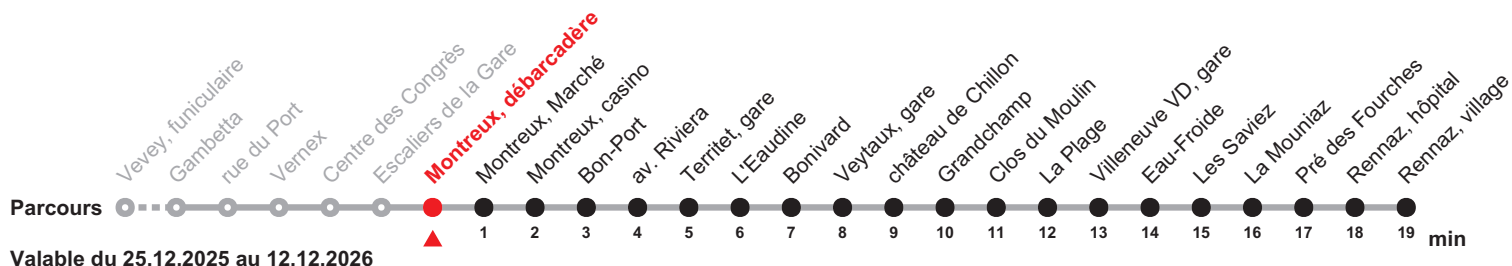 Vevey, funiculaire
Gambetta
rue du Port
Vernex
Centre des Congrès
Escaliers de la Gare
Montreux, débarcadère
Montreux, Marché
Montreux, casino
Bon-Port
av. Riviera
Territet, gare
L'Eaudine
Bonivard
Veytaux, gare
château de Chillon
Grandchamp
Clos du Moulin
La Plage
Villeneuve VD, gare
Eau-Froide
Les Saviez
La Mouniaz
Pré des Fourches
Rennaz, hôpital
Rennaz, village
Parcours
1 2 3 4 5 6 7 8 9 10 11 12 13 14 15 16 17 18 19 min
Valable du 25.12.2025 au 12.12.2026